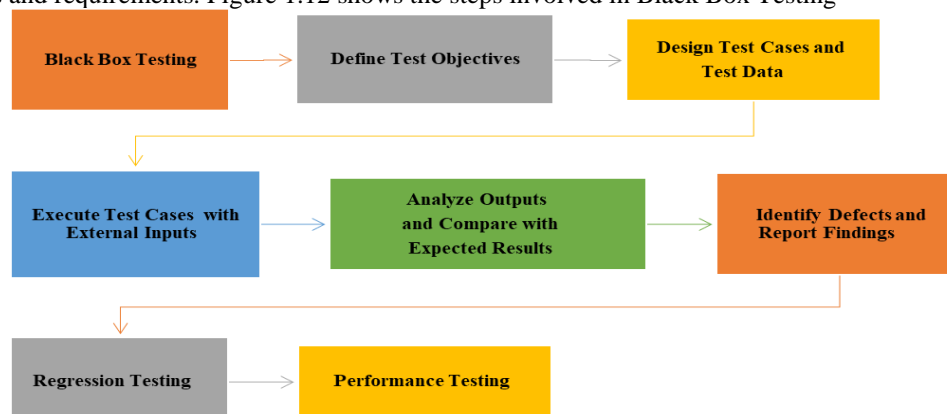 and requirements. Figure 1.12 shows the steps involved in Black Box Testing
Black Box Testing
Define Test Objectives
Design Test Cases and
Test Data
Execute Test Cases with
External Inputs
Analyze Outputs
and Compare with
Expected Results
Identify Defects and
Report Findings
Regression Testing
Performance Testing